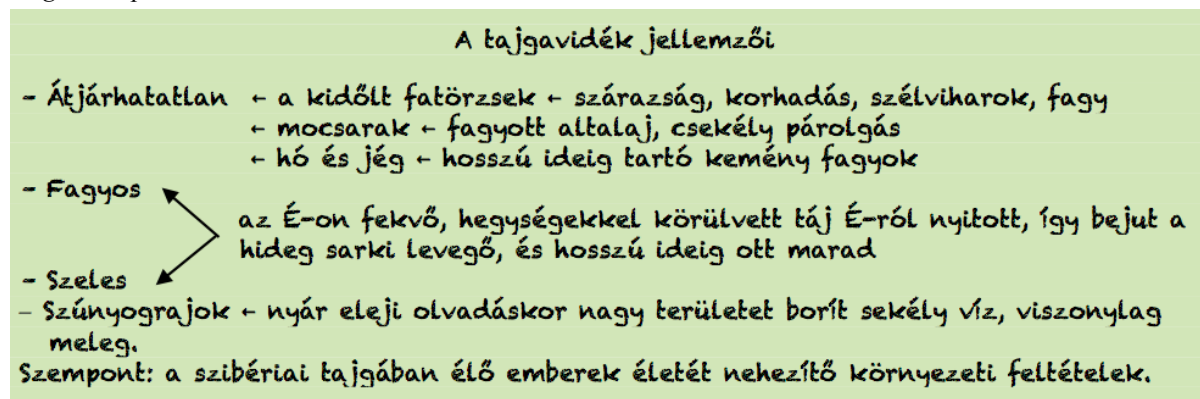 A tajgavidék jellemzői
- Átjárhatatlan ← a kidőlt fatörzsek ← szárazság, korhadás, szélviharok, fagy
← mocsarak ← fagyott altalaj, csekély párolgás
← hó és jég ← hosszú ideig tartó kemény fagyok
- Fagyos
az É-on fekvő, hegységekkel körülvett táj É-ról nyitott, így bejut a
hideg sarki levegő, és hosszú ideig ott marad
- Szeles
- Szúnyograjok ← nyár eleji olvadáskor nagy területet borít sekély víz, viszonylag
meleg.
Szempont: a szibériai tajgában élő emberek életét nehezítő környezeti feltételek.